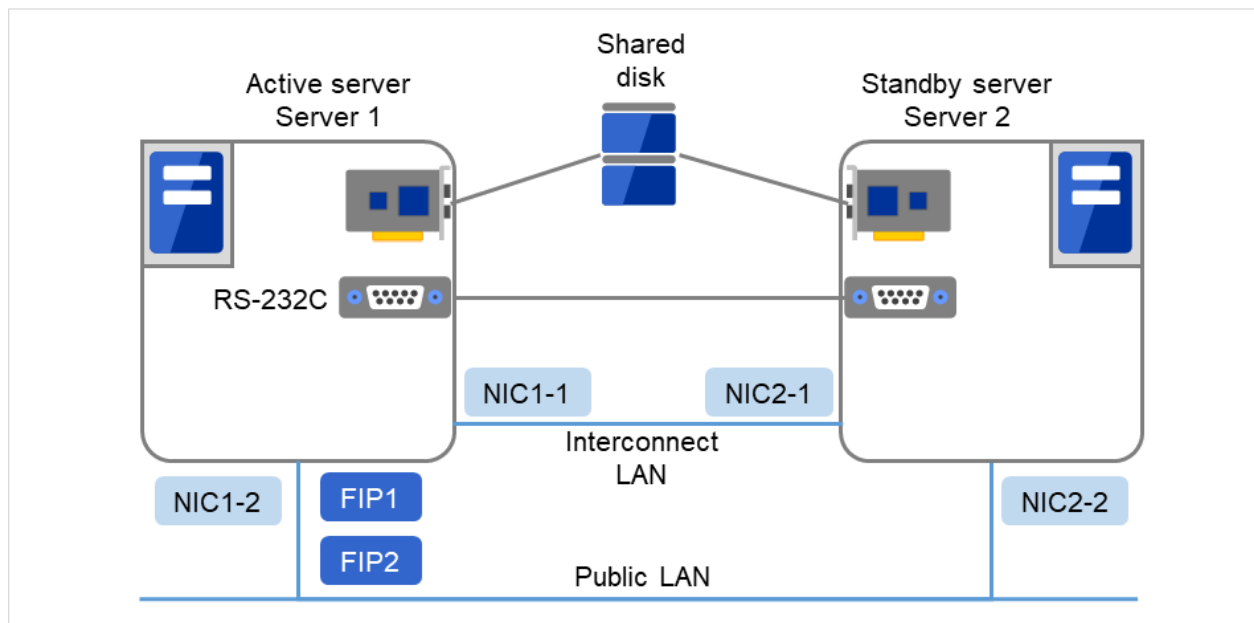 Shared
disk
Active server
Server 1
Standby server
Server 2
RS-232C
NIC1-1
NIC2-1
Interconnect
LAN
NIC1-2
FIP1
NIC2-2
FIP2
Public LAN